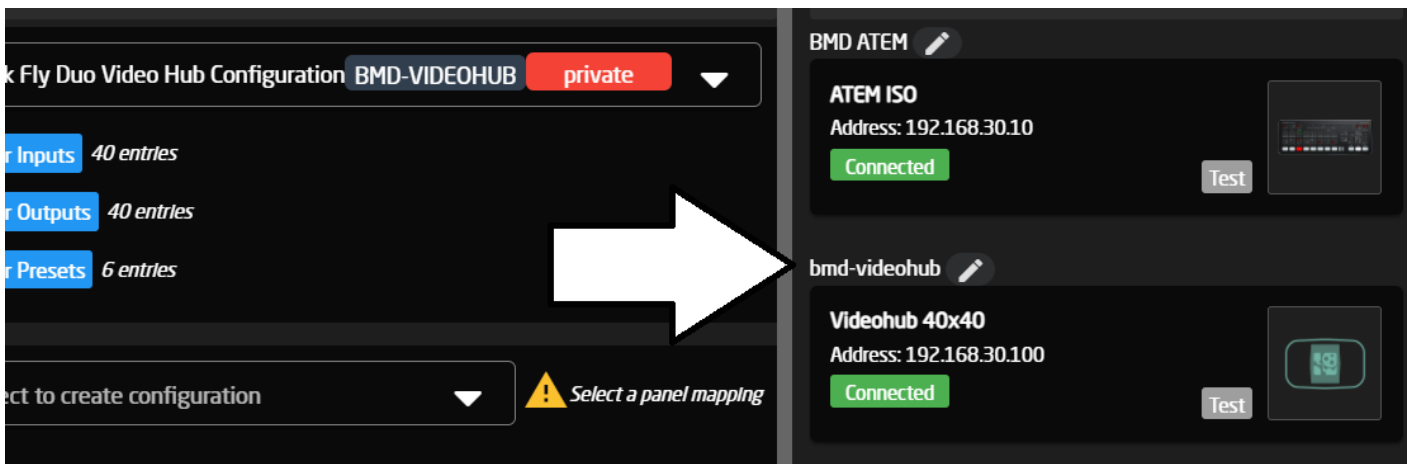 k Fly Duo Video Hub Configuration BMD-VIDEOHUB private
r Inputs 40 entries
r Outputs 40 entries
r Presets 6 entries
ect to create configuration
Select a panel mapping
BMD ATEM
ATEM ISO
Address: 192.168.30.10
Connected
Test
bmd-videohub
Videohub 40x40
Address: 192.168.30.100
Connected
Test